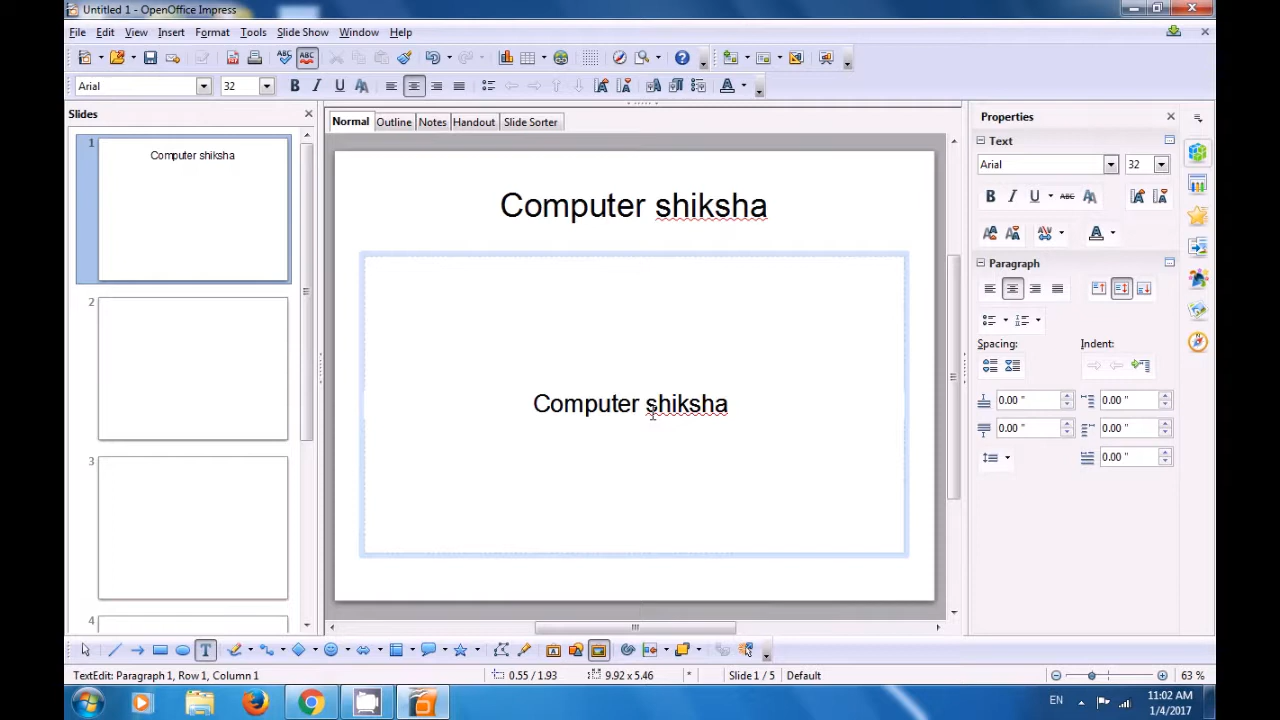 Untitled 1 - OpenOffice Impress
File Edit View Insert Format Tools Slide Show Window Help
Arial 32
Slides
Normal Outline Notes Handout Slide Sorter
Properties
1
Computer shiksha
Text
Arial 32
Computer shiksha
Paragraph
2
Spacing: Indent:
Computer shiksha
0.00 " 0.00 "
0.00 " 0.00 "
3
0.00 "
4
TextEdit: Paragraph 1, Row 1, Column 1 0.55 / 1.93 9.92 x 5.46 * Slide 1 / 5 Default 63 %
EN 11:02 AM
1/4/2017